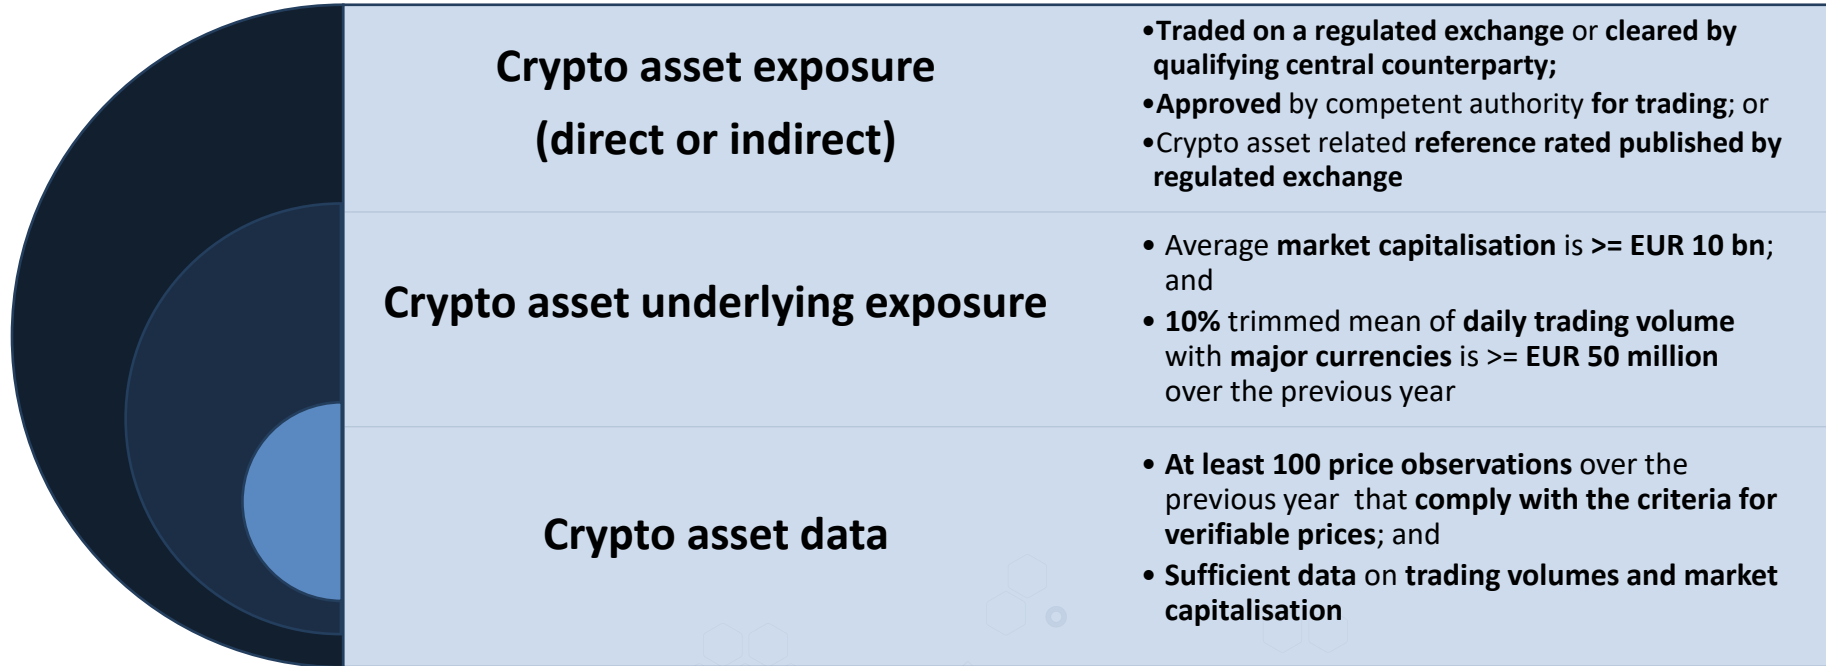 Crypto asset exposure
(direct or indirect)
•Traded on a regulated exchange or cleared by
qualifying central counterparty;
•Approved by competent authority for trading; or
•Crypto asset related reference rated published by
regulated exchange
Crypto asset underlying exposure
• Average market capitalisation is >= EUR 10 bn;
and
• 10% trimmed mean of daily trading volume
with major currencies is >= EUR 50 million
over the previous year
Crypto asset data
• At least 100 price observations over the
previous year that comply with the criteria for
verifiable prices; and
• Sufficient data on trading volumes and market
capitalisation